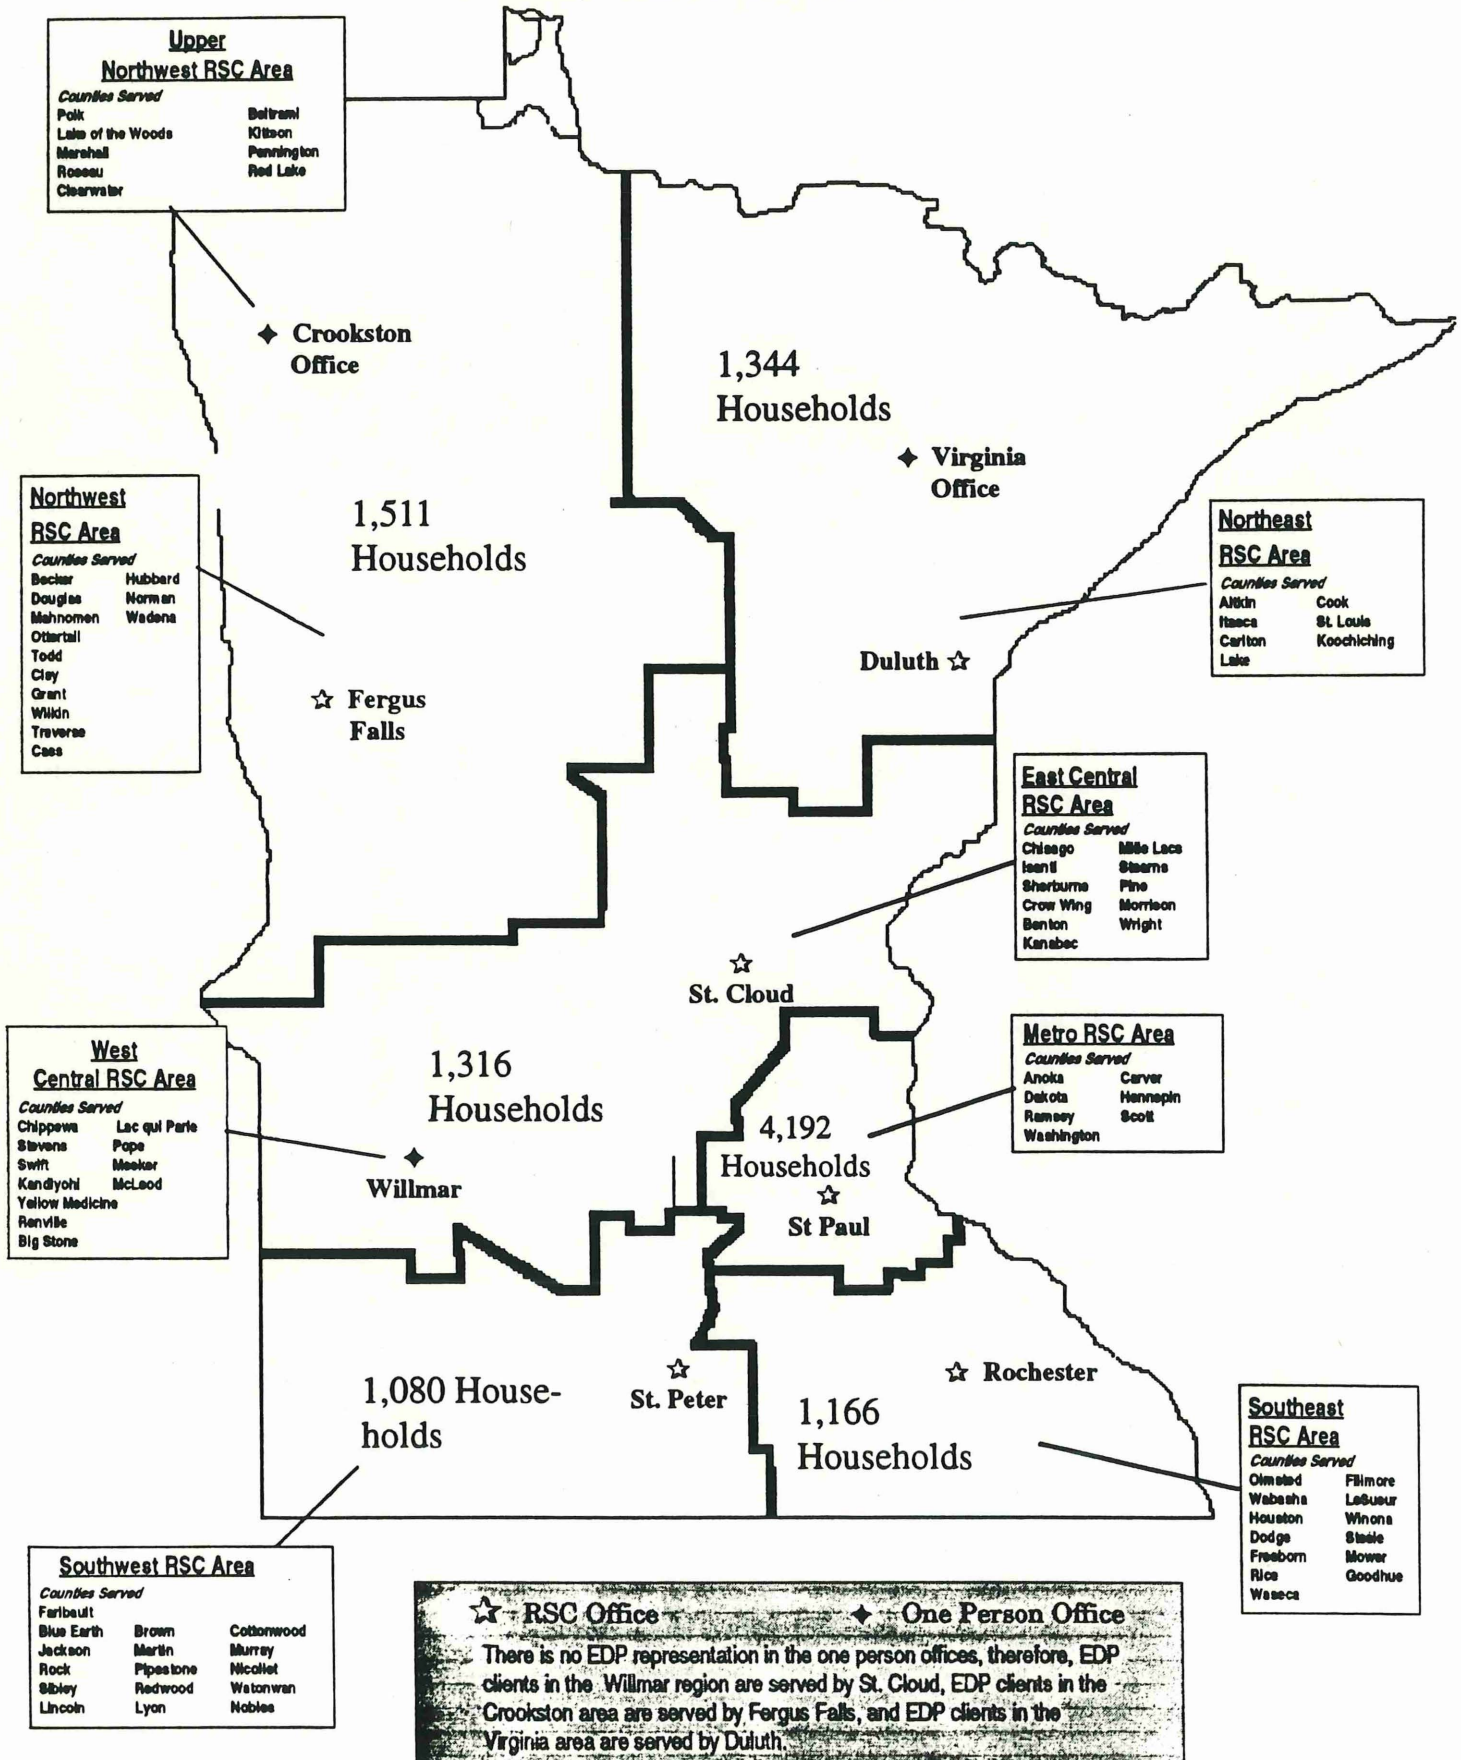 Upper
Northwest RSC Area
Counties Served
Polk Beltrami
Lake of the Woods Kittson
Marshall Pennington
Roseau Red Lake
Clearwater
Crookston
Office
1,344
Households
Virginia
Office
Northwest
RSC Area
Counties Served
Becker Hubbard
Douglas Norman
Mahnomen Wadena
Ottertail
Todd
Clay
Grant
Wilkin
Traverse
Cass
1,511
Households
Northeast
RSC Area
Counties Served
Aitkin Cook
Itasca St. Louis
Carlton Koochiching
Lake
Duluth
Fergus
Falls
East Central
RSC Area
Counties Served
Chisago Mille Lacs
Isanti Stearns
Sherburne Pine
Crow Wing Morrison
Benton Wright
Kanabec
St. Cloud
West
Central RSC Area
Counties Served
Chippewa Lac qui Parle
Stevens Pope
Swift Meeker
Kandiyohi McLeod
Yellow Medicine
Renville
Big Stone
1,316
Households
Willmar
Metro RSC Area
Counties Served
Anoka Carver
Dakota Hennepin
Ramsey Scott
Washington
4,192
Households
St Paul
1,080 House-
holds
St. Peter
Rochester
1,166
Households
Southeast
RSC Area
Counties Served
Olmsted Fillmore
Wabasha LeSueur
Houston Winona
Dodge Steele
Freeborn Mower
Rice Goodhue
Waseca
Southwest RSC Area
Counties Served
Faribault
Blue Earth Brown Cottonwood
Jackson Martin Murray
Rock Pipestone Nicollet
Sibley Redwood Watonwan
Lincoln Lyon Nobles
RSC Office One Person Office
There is no EDP representation in the one person offices, therefore, EDP
clients in the Willmar region are served by St. Cloud, EDP clients in the
Crookston area are served by Fergus Falls, and EDP clients in the
Virginia area are served by Duluth.